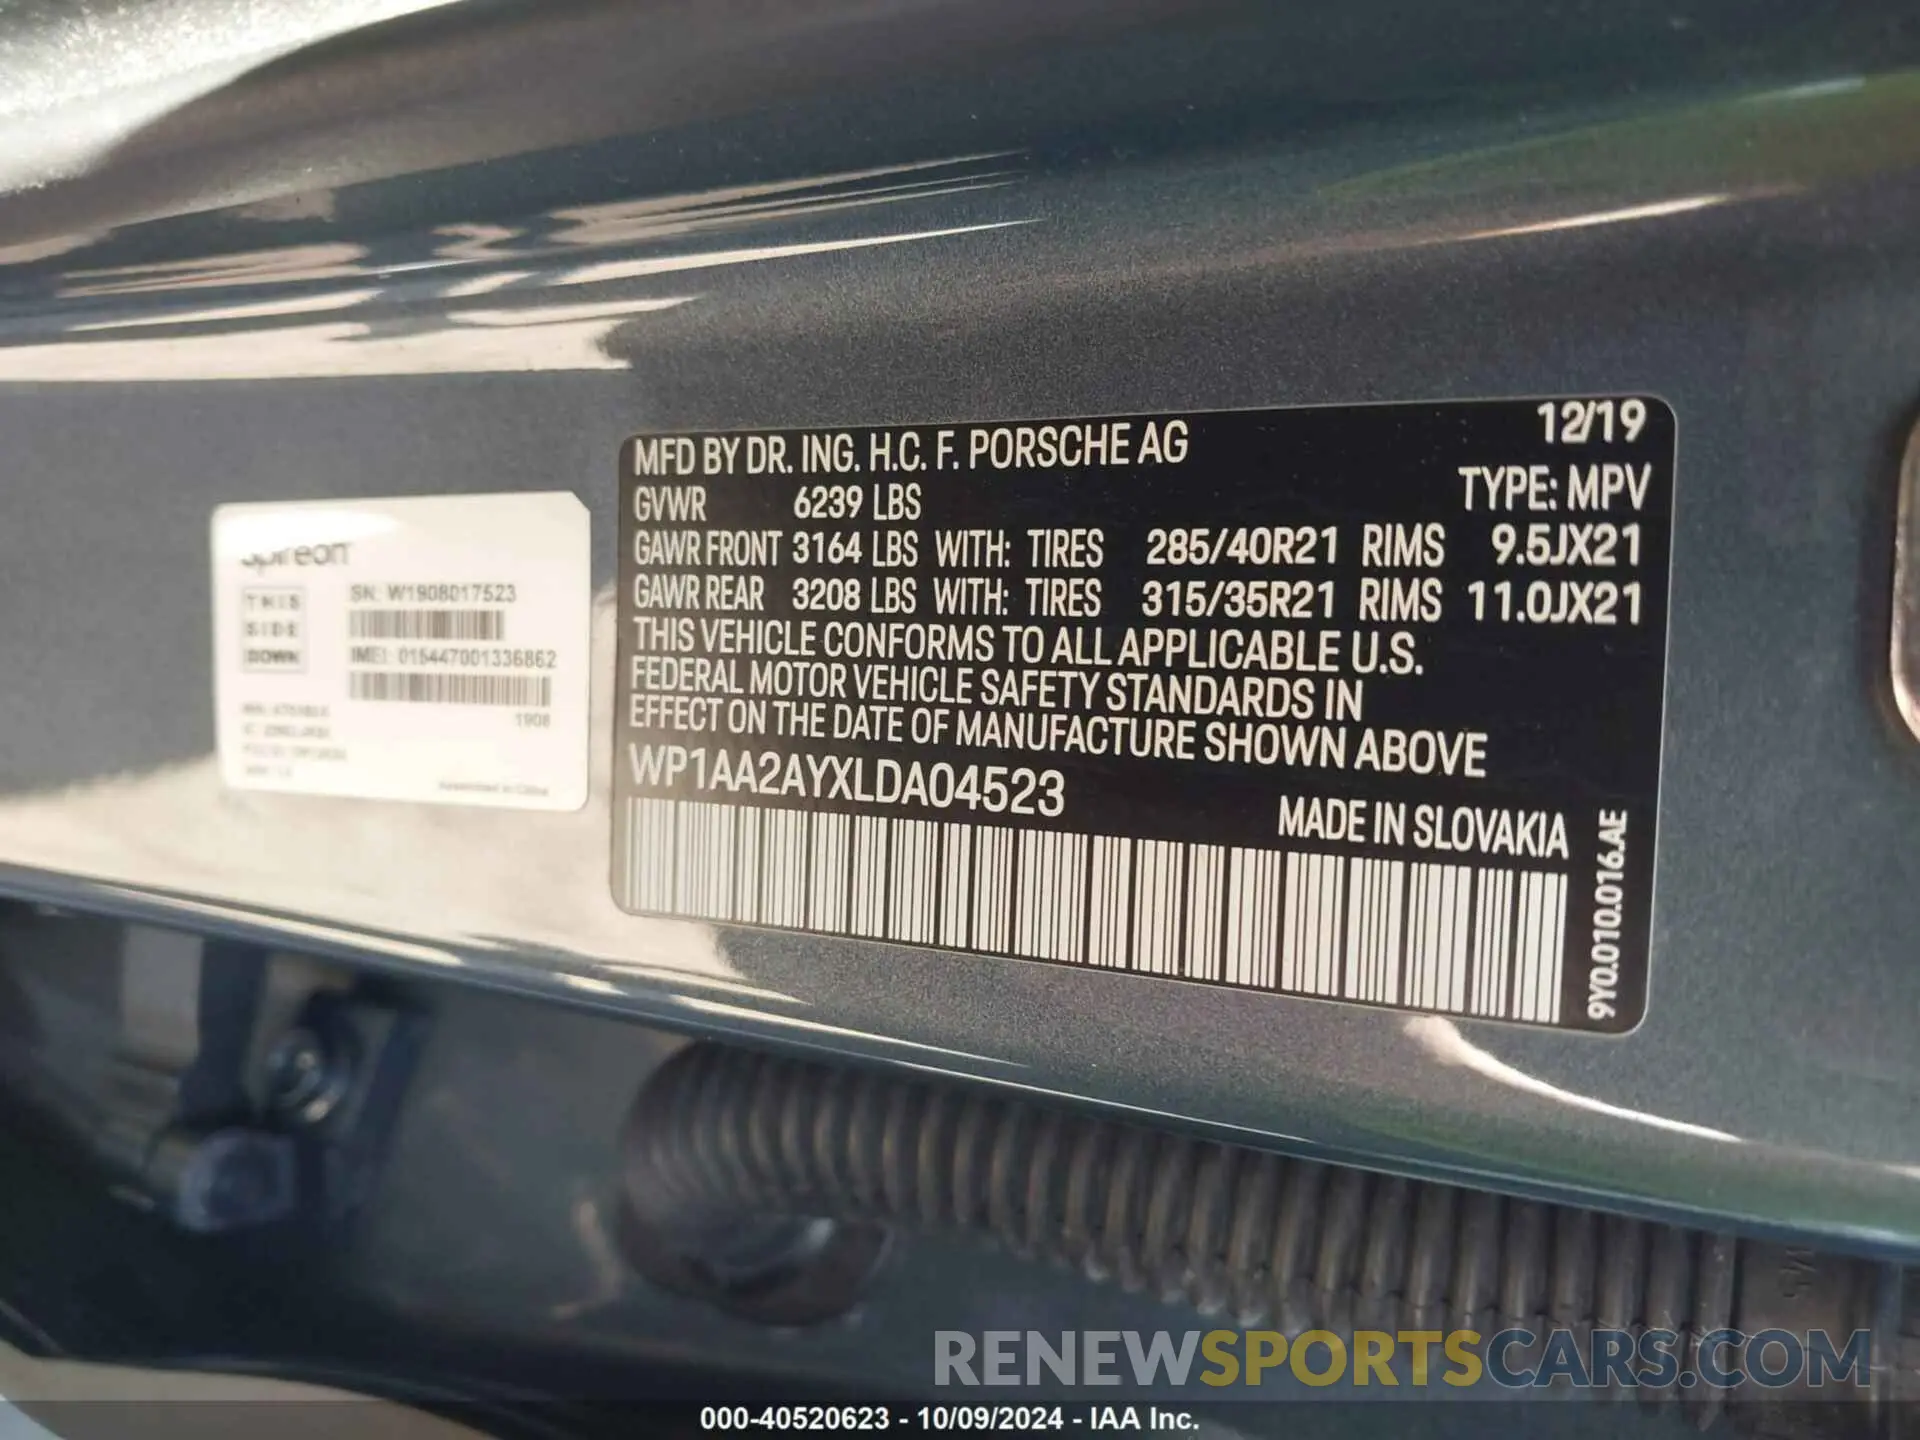 spireon
THIS
SIDE
DOWN
SN: W1908017523
IMEI: 015447001336862
1908
Assembled in China
MFD BY DR. ING. H.C. F. PORSCHE AG 12/19
GVWR 6239 LBS TYPE: MPV
GAWR FRONT 3164 LBS WITH: TIRES 285/40R21 RIMS 9.5JX21
GAWR REAR 3208 LBS WITH: TIRES 315/35R21 RIMS 11.0JX21
THIS VEHICLE CONFORMS TO ALL APPLICABLE U.S.
FEDERAL MOTOR VEHICLE SAFETY STANDARDS IN
EFFECT ON THE DATE OF MANUFACTURE SHOWN ABOVE
WP1AA2AYXLDA04523
MADE IN SLOVAKIA
9Y0.010.016.AE
RENEWSPORTSCARS.COM
000-40520623 - 10/09/2024 - IAA Inc.